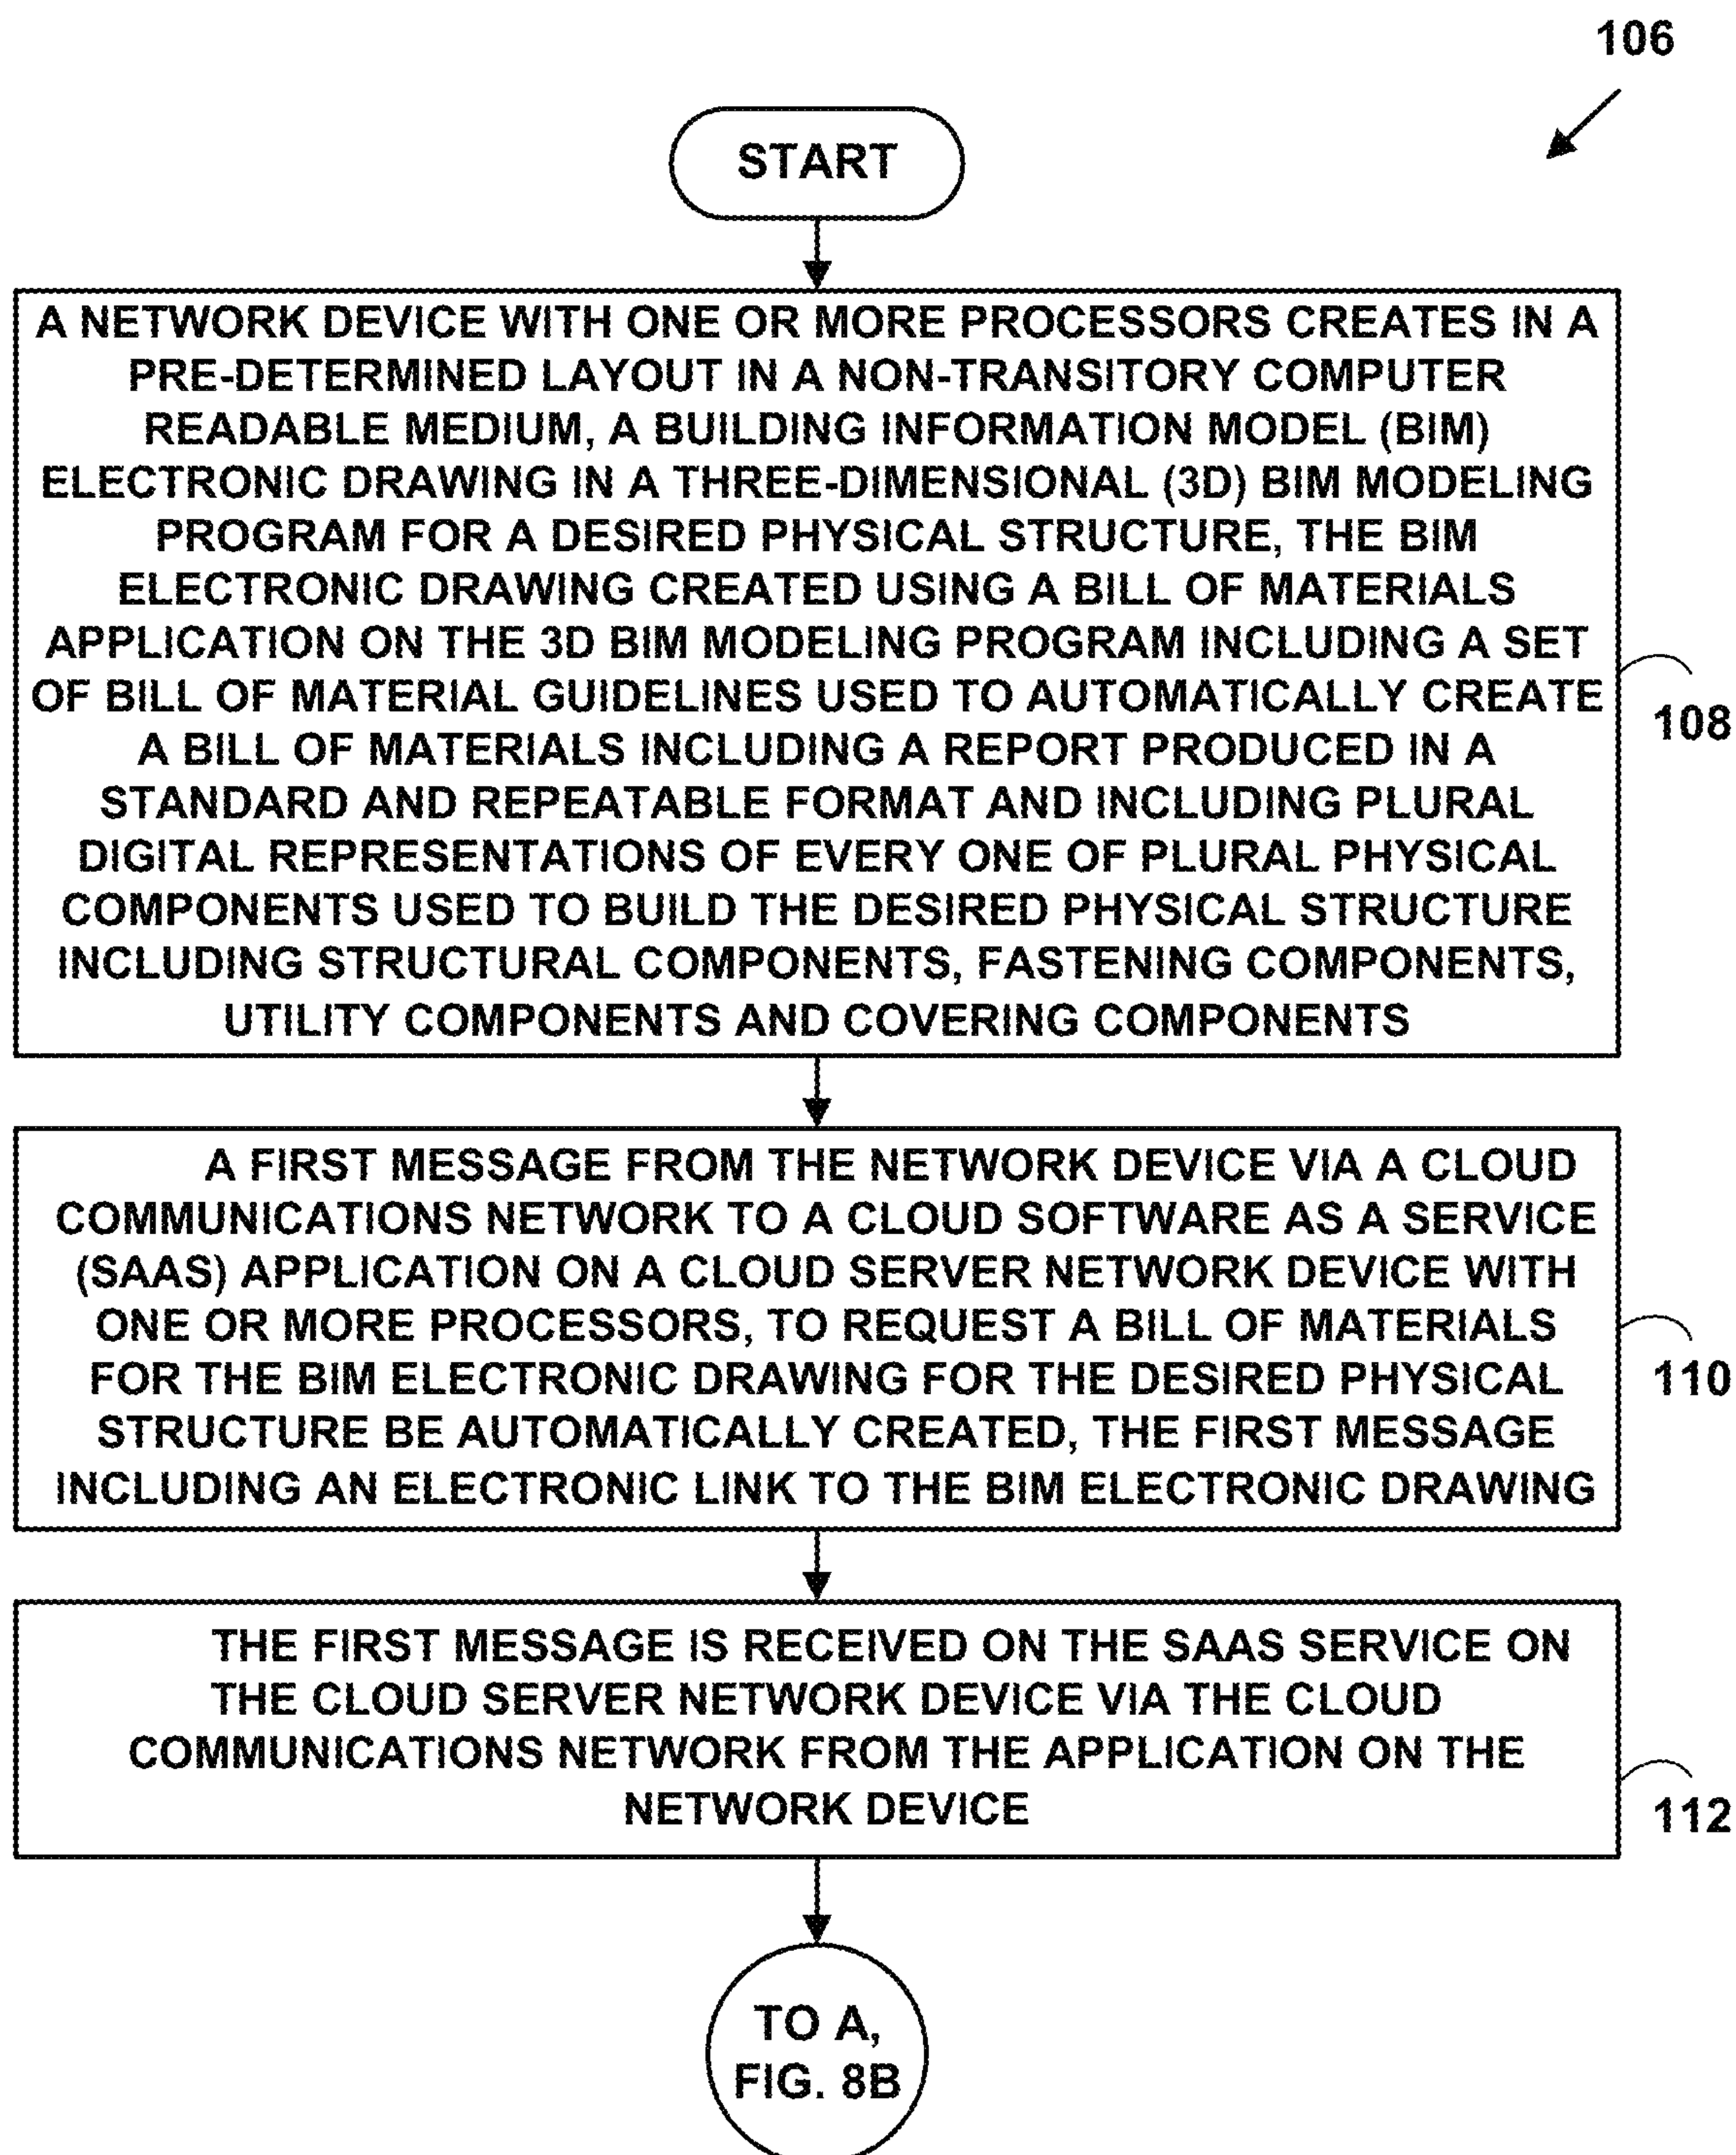 106
START
A NETWORK DEVICE WITH ONE OR MORE PROCESSORS CREATES IN A
PRE-DETERMINED LAYOUT IN A NON-TRANSITORY COMPUTER
READABLE MEDIUM, A BUILDING INFORMATION MODEL (BIM)
ELECTRONIC DRAWING IN A THREE-DIMENSIONAL (3D) BIM MODELING
PROGRAM FOR A DESIRED PHYSICAL STRUCTURE, THE BIM
ELECTRONIC DRAWING CREATED USING A BILL OF MATERIALS
APPLICATION ON THE 3D BIM MODELING PROGRAM INCLUDING A SET
OF BILL OF MATERIAL GUIDELINES USED TO AUTOMATICALLY CREATE
A BILL OF MATERIALS INCLUDING A REPORT PRODUCED IN A
STANDARD AND REPEATABLE FORMAT AND INCLUDING PLURAL
DIGITAL REPRESENTATIONS OF EVERY ONE OF PLURAL PHYSICAL
COMPONENTS USED TO BUILD THE DESIRED PHYSICAL STRUCTURE
INCLUDING STRUCTURAL COMPONENTS, FASTENING COMPONENTS,
UTILITY COMPONENTS AND COVERING COMPONENTS
108
A FIRST MESSAGE FROM THE NETWORK DEVICE VIA A CLOUD
COMMUNICATIONS NETWORK TO A CLOUD SOFTWARE AS A SERVICE
(SAAS) APPLICATION ON A CLOUD SERVER NETWORK DEVICE WITH
ONE OR MORE PROCESSORS, TO REQUEST A BILL OF MATERIALS
FOR THE BIM ELECTRONIC DRAWING FOR THE DESIRED PHYSICAL
STRUCTURE BE AUTOMATICALLY CREATED, THE FIRST MESSAGE
INCLUDING AN ELECTRONIC LINK TO THE BIM ELECTRONIC DRAWING
110
THE FIRST MESSAGE IS RECEIVED ON THE SAAS SERVICE ON
THE CLOUD SERVER NETWORK DEVICE VIA THE CLOUD
COMMUNICATIONS NETWORK FROM THE APPLICATION ON THE
NETWORK DEVICE
112
TO A,
FIG. 8B